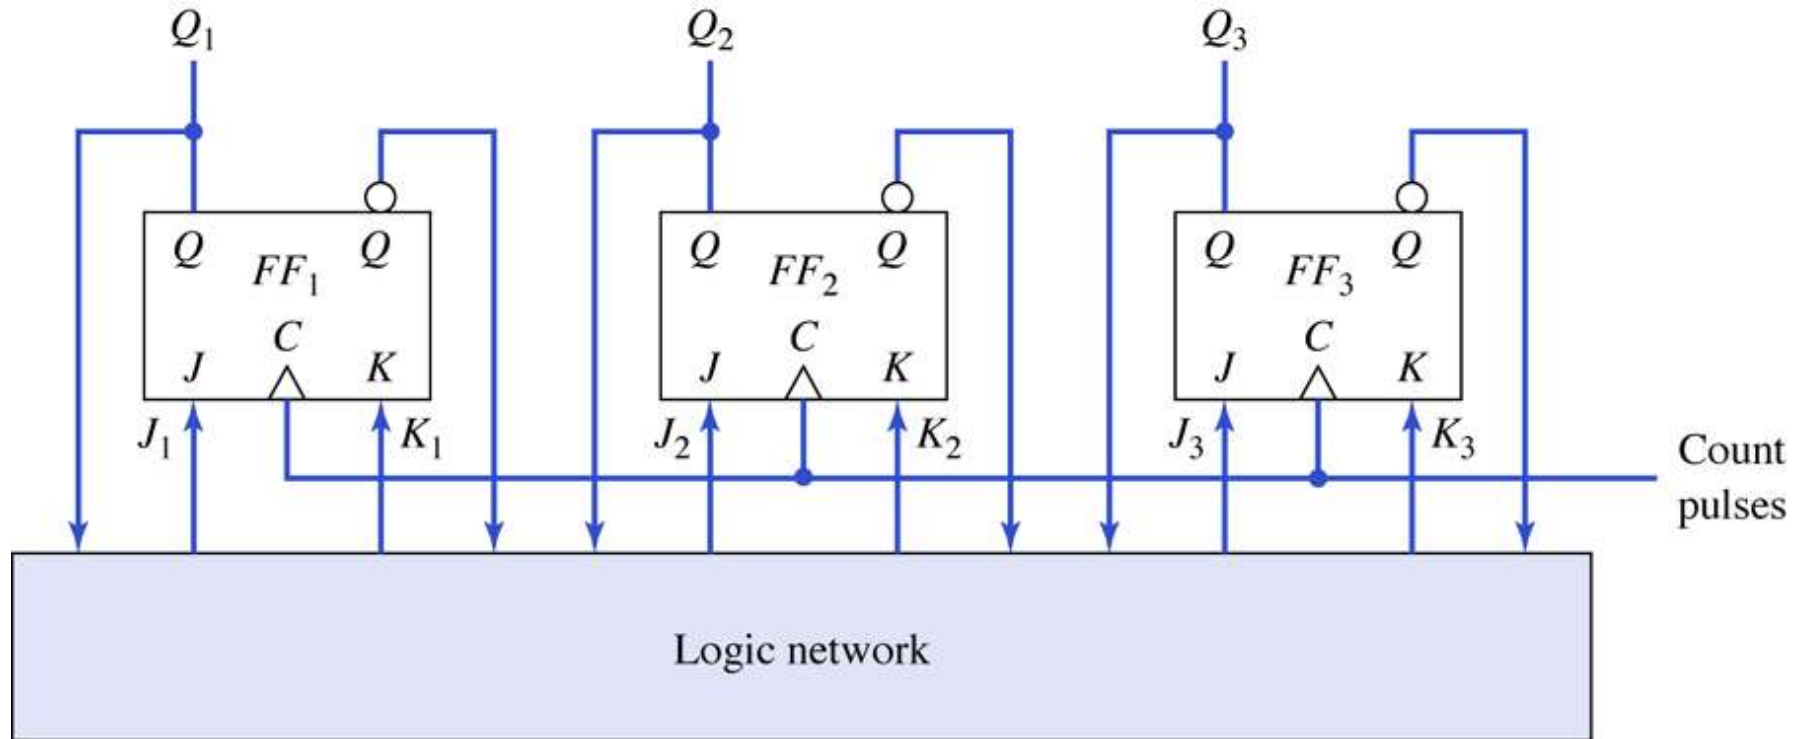 Q₁ Q₂ Q₃
Q Q Q Q Q Q
FF₁ FF₂ FF₃
C C C
J K J K J K
J₁ K₁ J₂ K₂ J₃ K₃
Count
pulses
Logic network